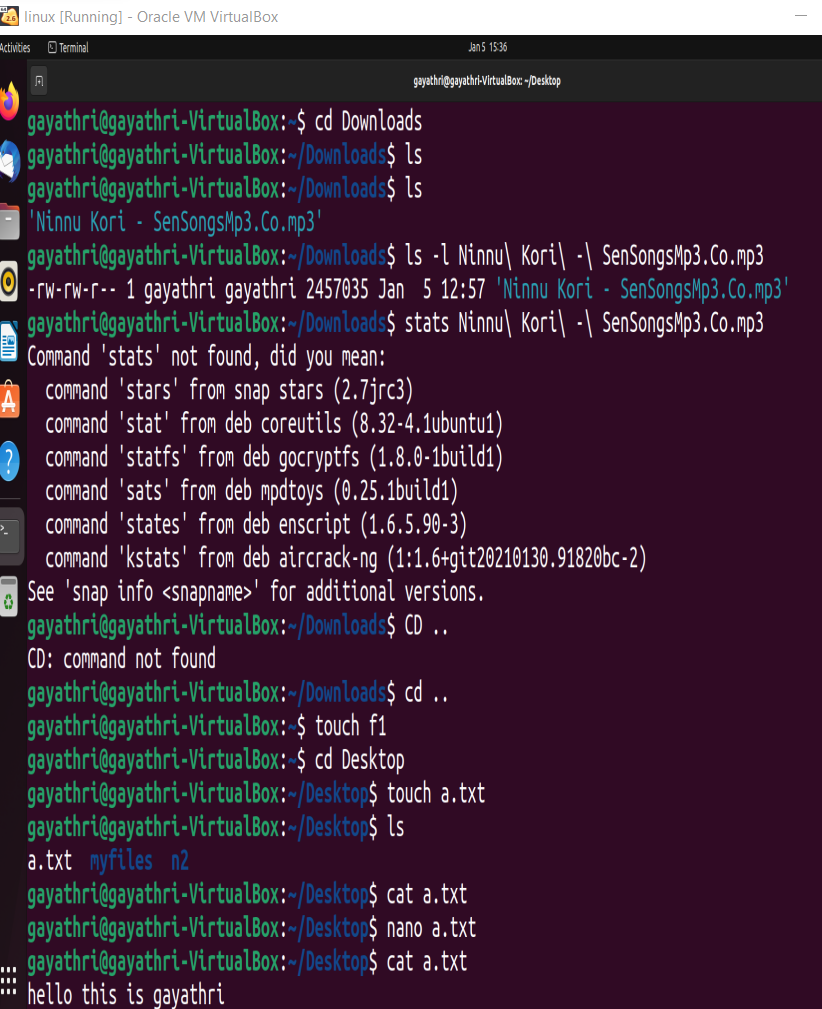 linux [Running] - Oracle VM VirtualBox
Activities Terminal Jan 5 15:36
gayathri@gayathri-VirtualBox: ~/Desktop
gayathri@gayathri-VirtualBox:~$ cd Downloads
gayathri@gayathri-VirtualBox:~/Downloads$ ls
gayathri@gayathri-VirtualBox:~/Downloads$ ls
'Ninnu Kori - SenSongsMp3.Co.mp3'
gayathri@gayathri-VirtualBox:~/Downloads$ ls -l Ninnu\ Kori\ -\ SenSongsMp3.Co.mp3
-rw-rw-r-- 1 gayathri gayathri 2457035 Jan  5 12:57 'Ninnu Kori - SenSongsMp3.Co.mp3'
gayathri@gayathri-VirtualBox:~/Downloads$ stats Ninnu\ Kori\ -\ SenSongsMp3.Co.mp3
Command 'stats' not found, did you mean:
  command 'stars' from snap stars (2.7jrc3)
  command 'stat' from deb coreutils (8.32-4.1ubuntu1)
  command 'statfs' from deb gocryptfs (1.8.0-1build1)
  command 'sats' from deb mpdtoys (0.25.1build1)
  command 'states' from deb enscript (1.6.5.90-3)
  command 'kstats' from deb aircrack-ng (1:1.6+git20210130.91820bc-2)
See 'snap info <snapname>' for additional versions.
gayathri@gayathri-VirtualBox:~/Downloads$ CD ..
CD: command not found
gayathri@gayathri-VirtualBox:~/Downloads$ cd ..
gayathri@gayathri-VirtualBox:~$ touch f1
gayathri@gayathri-VirtualBox:~$ cd Desktop
gayathri@gayathri-VirtualBox:~/Desktop$ touch a.txt
gayathri@gayathri-VirtualBox:~/Desktop$ ls
a.txt  myfiles  n2
gayathri@gayathri-VirtualBox:~/Desktop$ cat a.txt
gayathri@gayathri-VirtualBox:~/Desktop$ nano a.txt
gayathri@gayathri-VirtualBox:~/Desktop$ cat a.txt
hello this is gayathri